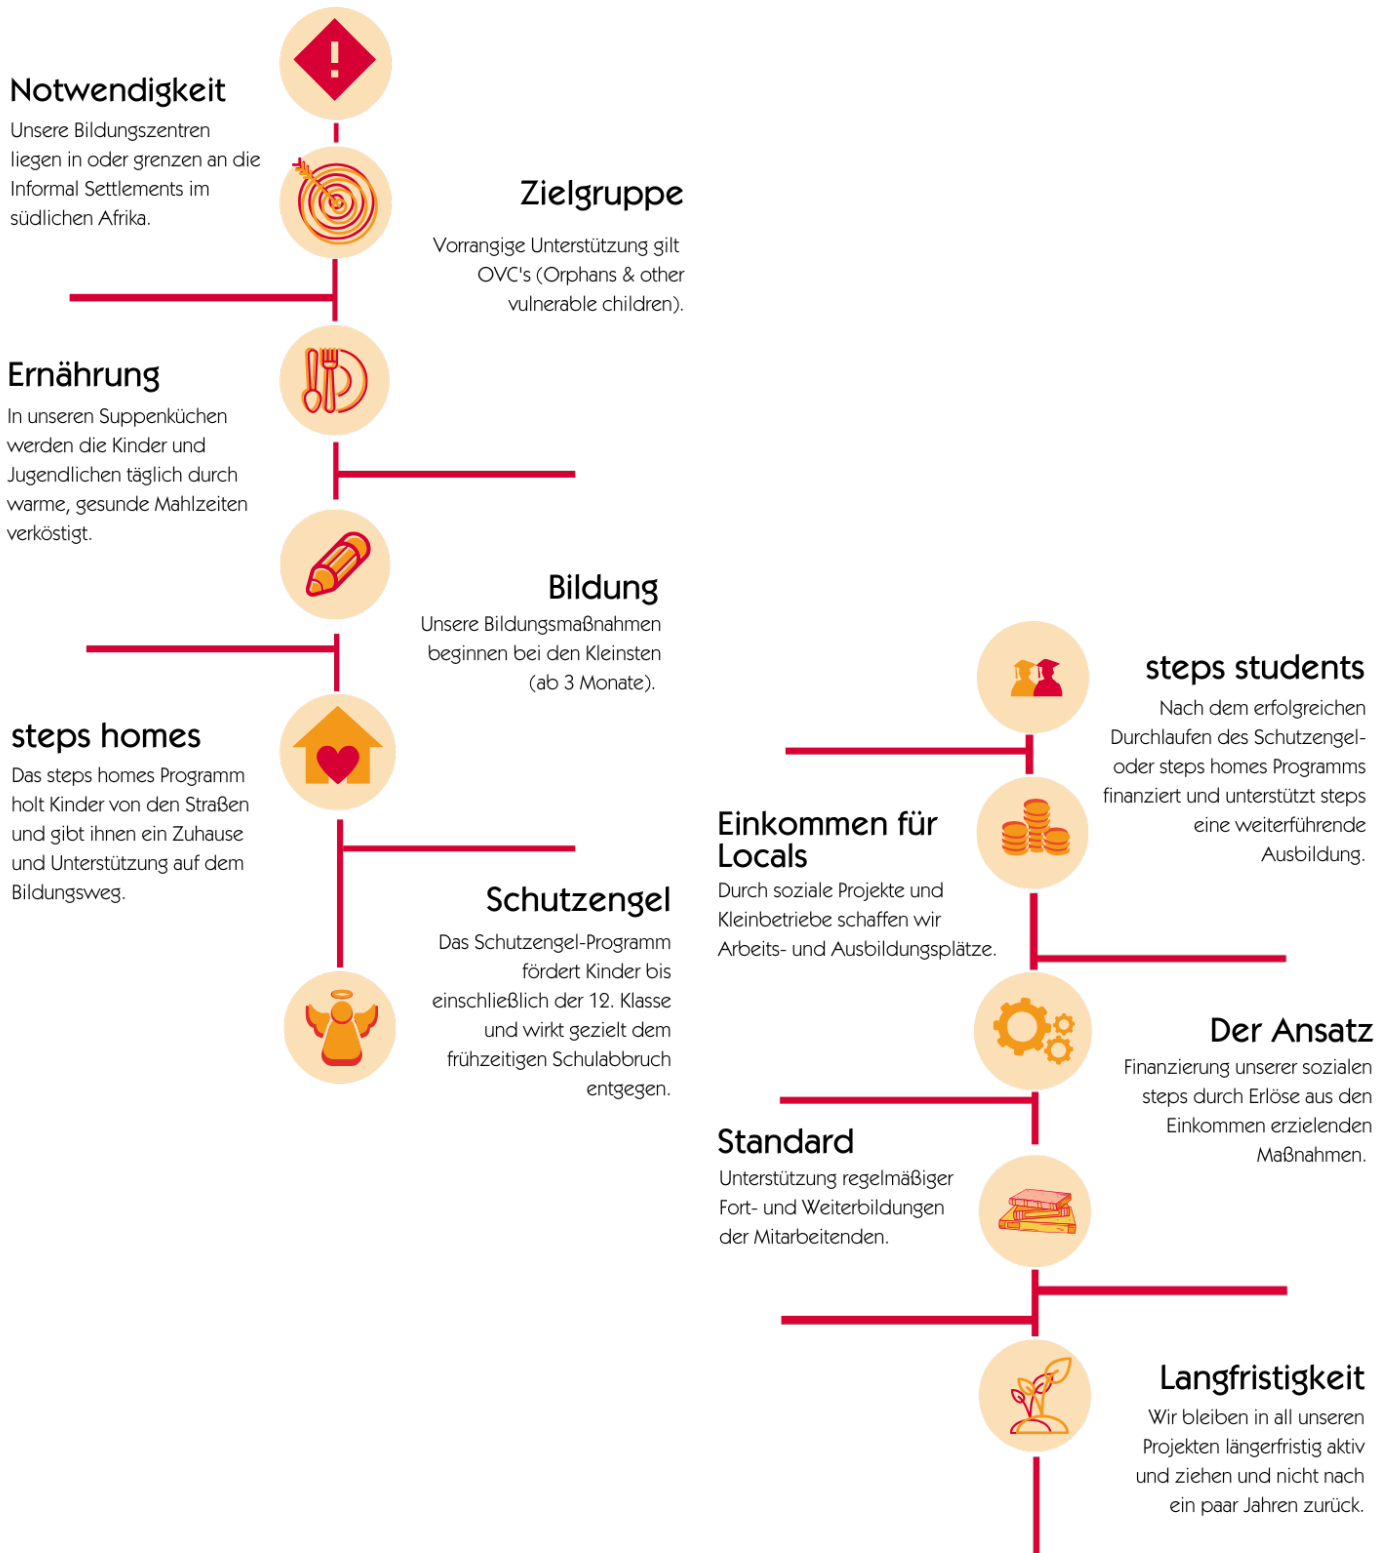 Notwendigkeit
Unsere Bildungszentren
liegen in oder grenzen an die
Informal Settlements im
südlichen Afrika.
Zielgruppe
Vorrangige Unterstützung gilt
OVC's (Orphans & other
vulnerable children).
Ernährung
In unseren Suppenküchen
werden die Kinder und
Jugendlichen täglich durch
warme, gesunde Mahlzeiten
verköstigt.
Bildung
Unsere Bildungsmaßnahmen
beginnen bei den Kleinsten
(ab 3 Monate).
steps homes
Das steps homes Programm
holt Kinder von den Straßen
und gibt ihnen ein Zuhause
und Unterstützung auf dem
Bildungsweg.
Schutzengel
Das Schutzengel-Programm
fördert Kinder bis
einschließlich der 12. Klasse
und wirkt gezielt dem
frühzeitigen Schulabbruch
entgegen.
steps students
Nach dem erfolgreichen
Durchlaufen des Schutzengel-
oder steps homes Programms
finanziert und unterstützt steps
eine weiterführende
Ausbildung.
Einkommen für
Locals
Durch soziale Projekte und
Kleinbetriebe schaffen wir
Arbeits- und Ausbildungsplätze.
Der Ansatz
Finanzierung unserer sozialen
steps durch Erlöse aus den
Einkommen erzielenden
Maßnahmen.
Standard
Unterstützung regelmäßiger
Fort- und Weiterbildungen
der Mitarbeitenden.
Langfristigkeit
Wir bleiben in all unseren
Projekten längerfristig aktiv
und ziehen und nicht nach
ein paar Jahren zurück.